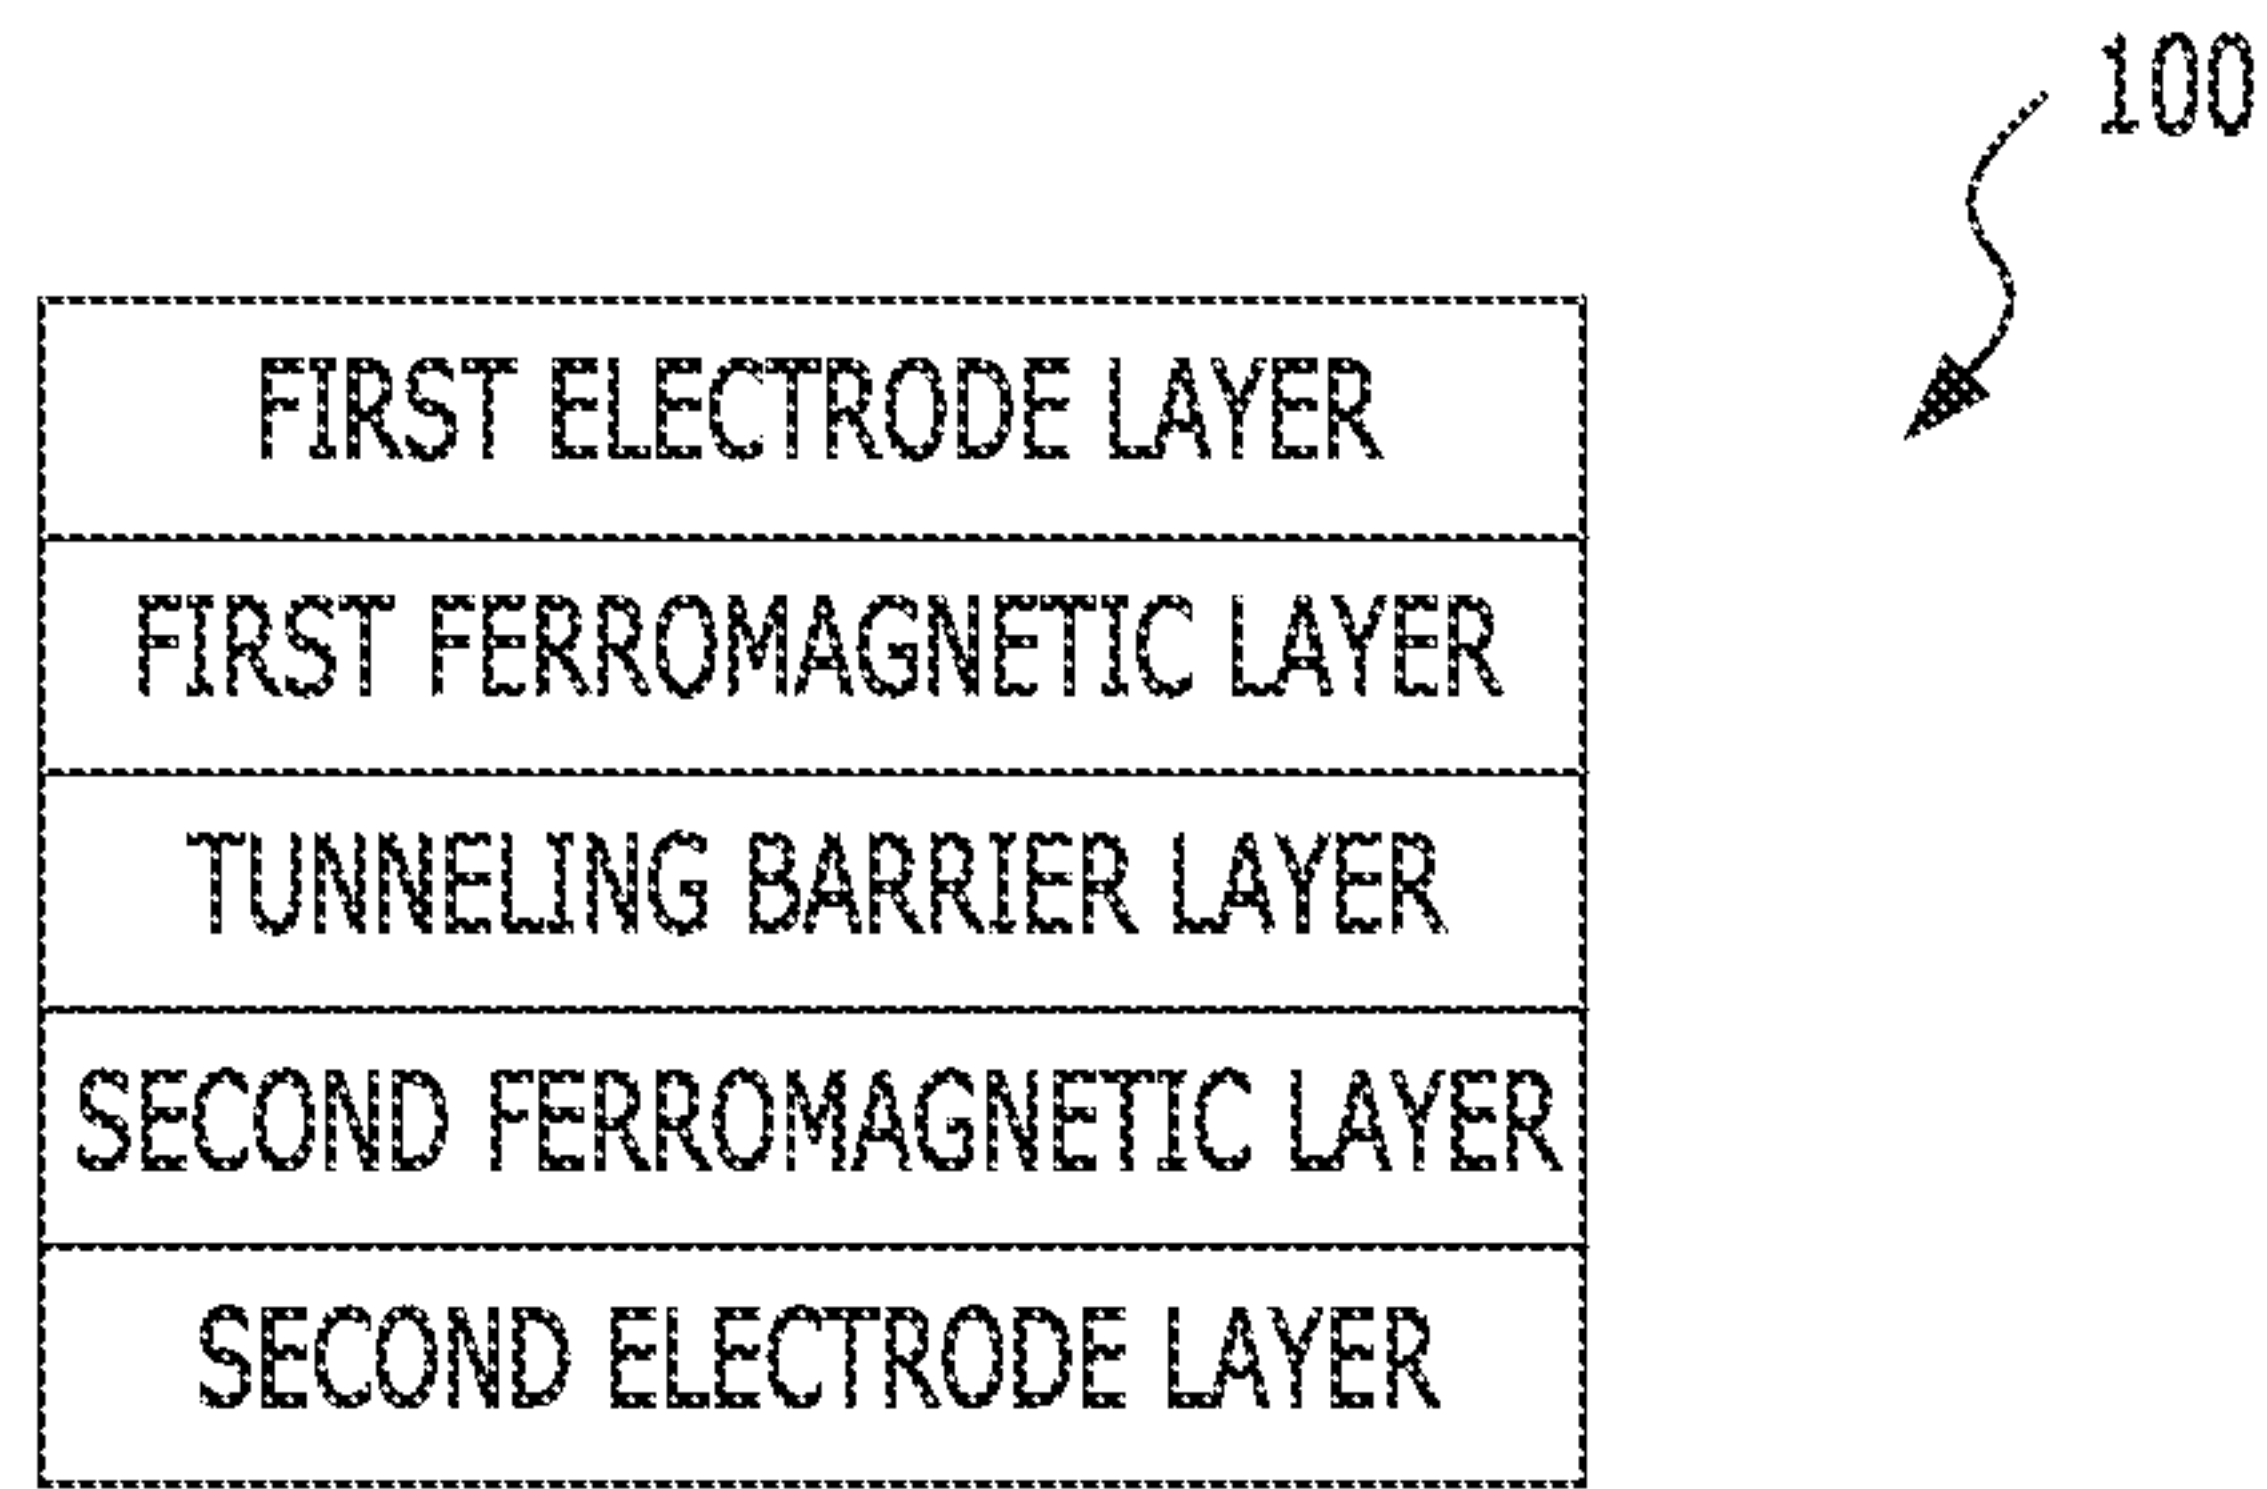 100
FIRST ELECTRODE LAYER
FIRST FERROMAGNETIC LAYER
TUNNELING BARRIER LAYER
SECOND FERROMAGNETIC LAYER
SECOND ELECTRODE LAYER